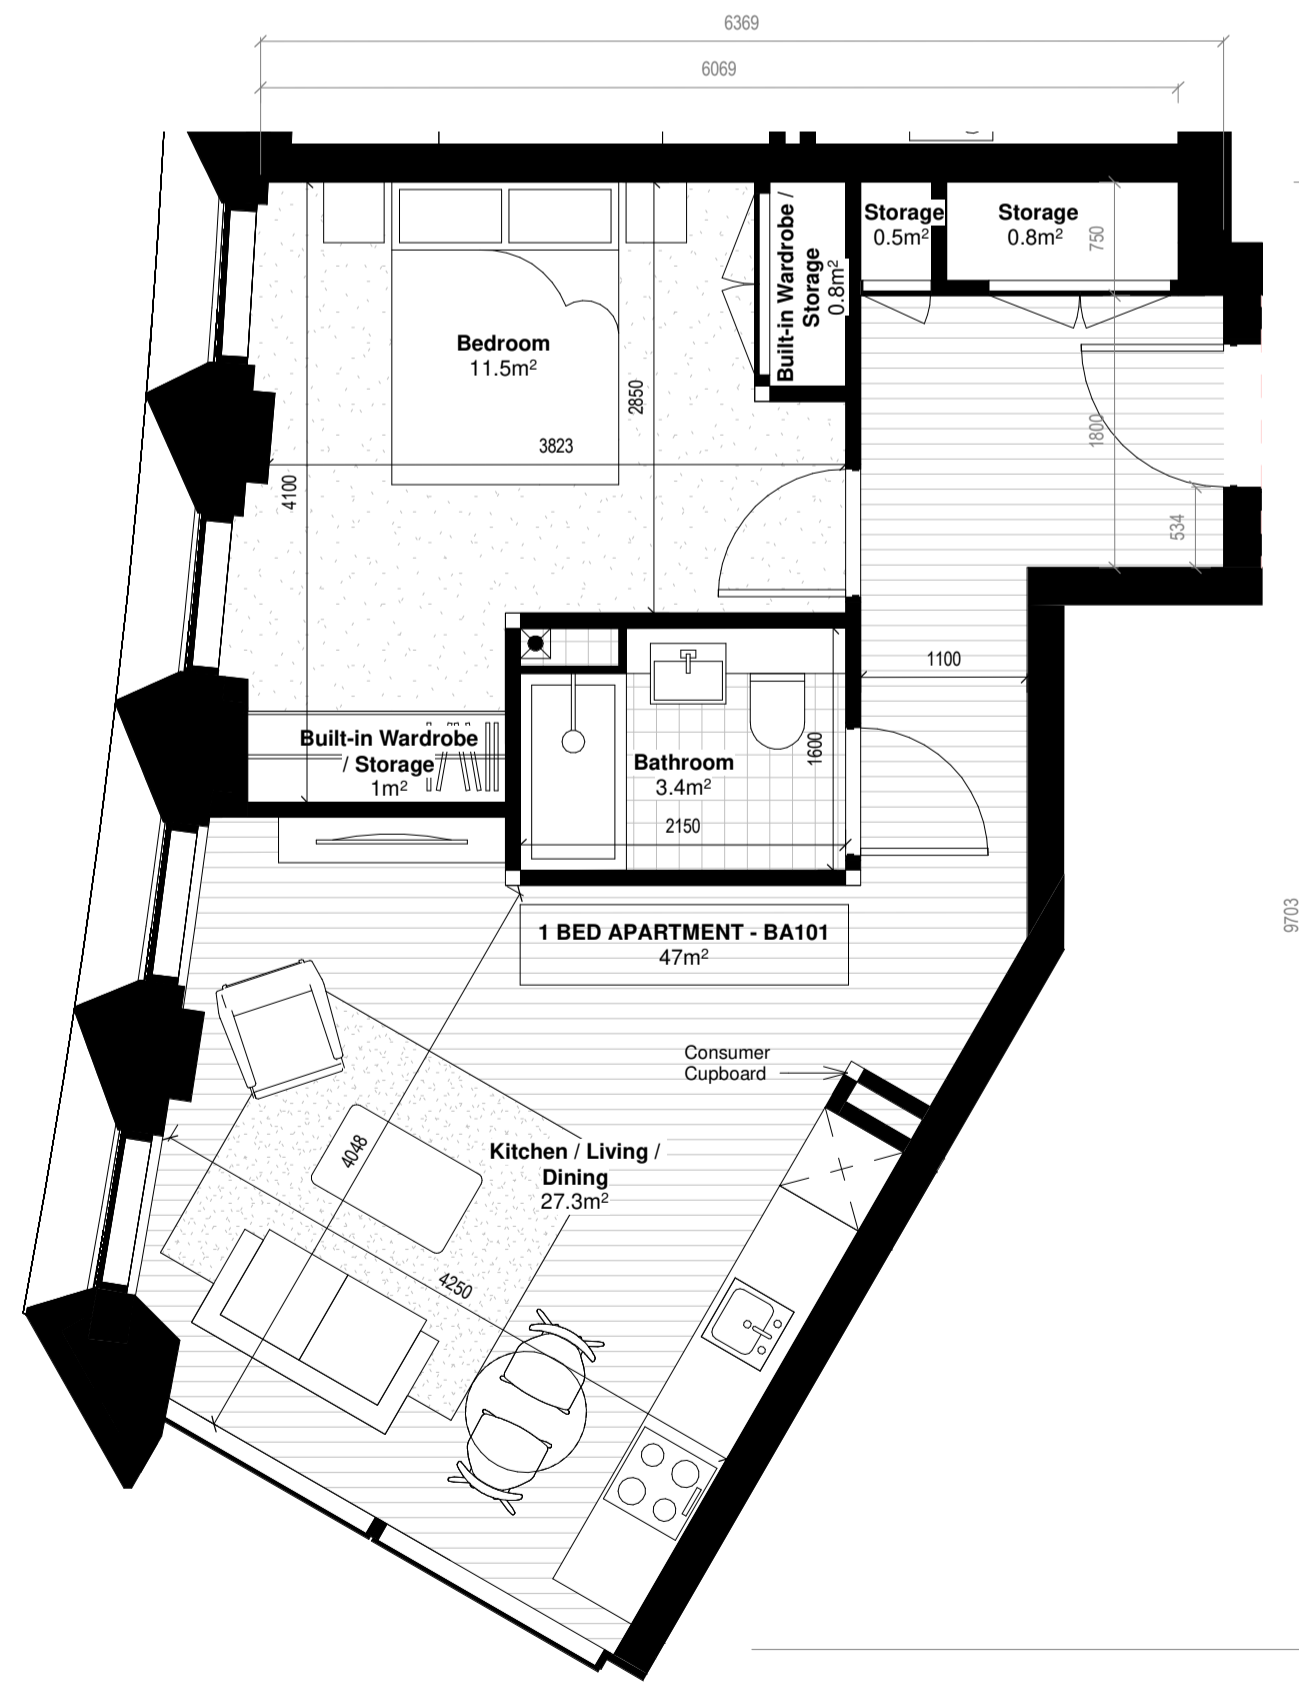 6369
6069
Built-in Wardrobe /
Storage
0.8m²
Storage
0.5m²
Storage
0.8m²
750
Bedroom
11.5m²
2850
3823
4100
1800
534
1100
Built-in Wardrobe
/ Storage
1m²
Bathroom
3.4m²
1600
2150
9703
1 BED APARTMENT - BA101
47m²
Consumer
Cupboard
4048
Kitchen / Living /
Dining
27.3m²
4250